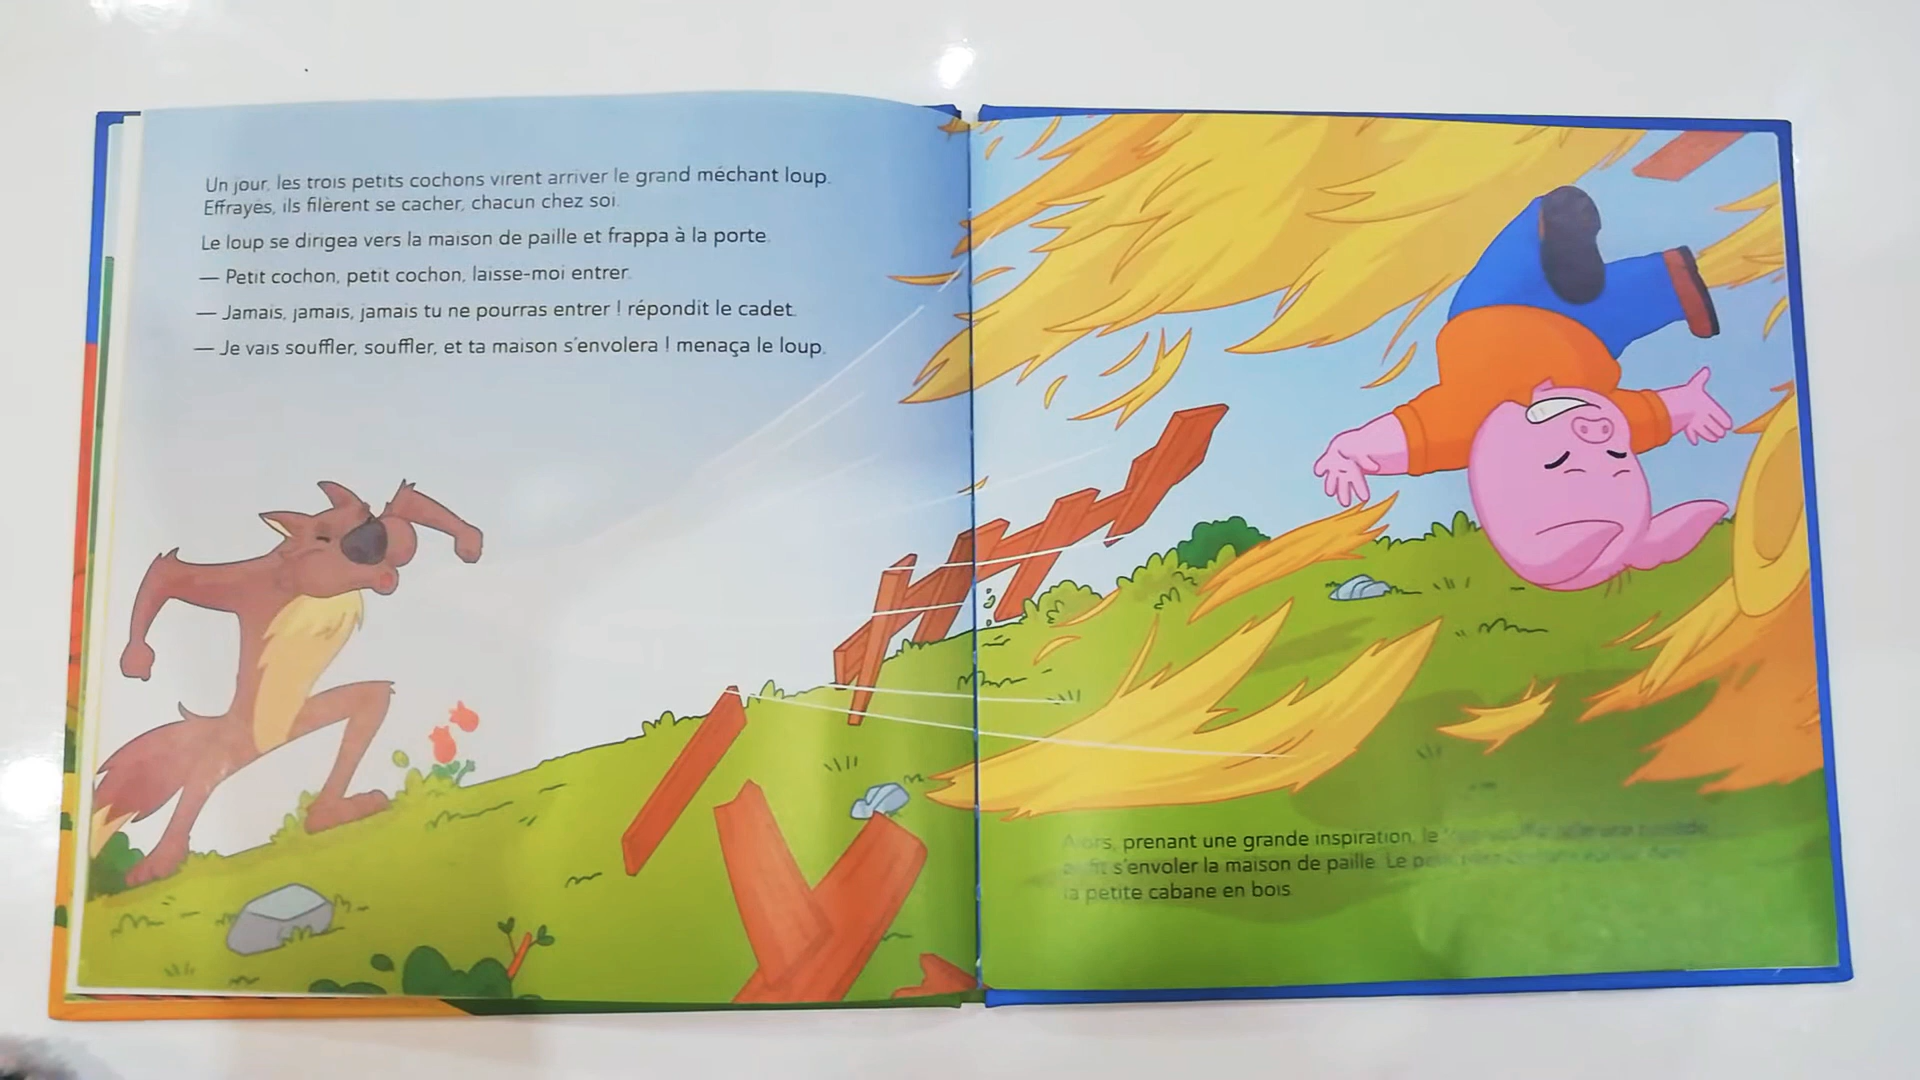 Un jour, les trois petits cochons virent arriver le grand méchant loup.
Effrayés, ils filèrent se cacher, chacun chez soi.
Le loup se dirigea vers la maison de paille et frappa à la porte.
— Petit cochon, petit cochon, laisse-moi entrer.
— Jamais, jamais, jamais tu ne pourras entrer ! répondit le cadet.
— Je vais souffler, souffler, et ta maison s'envolera ! menaça le loup.
Alors, prenant une grande inspiration, le
s'envoler la maison de paille. Le
la petite cabane en bois.